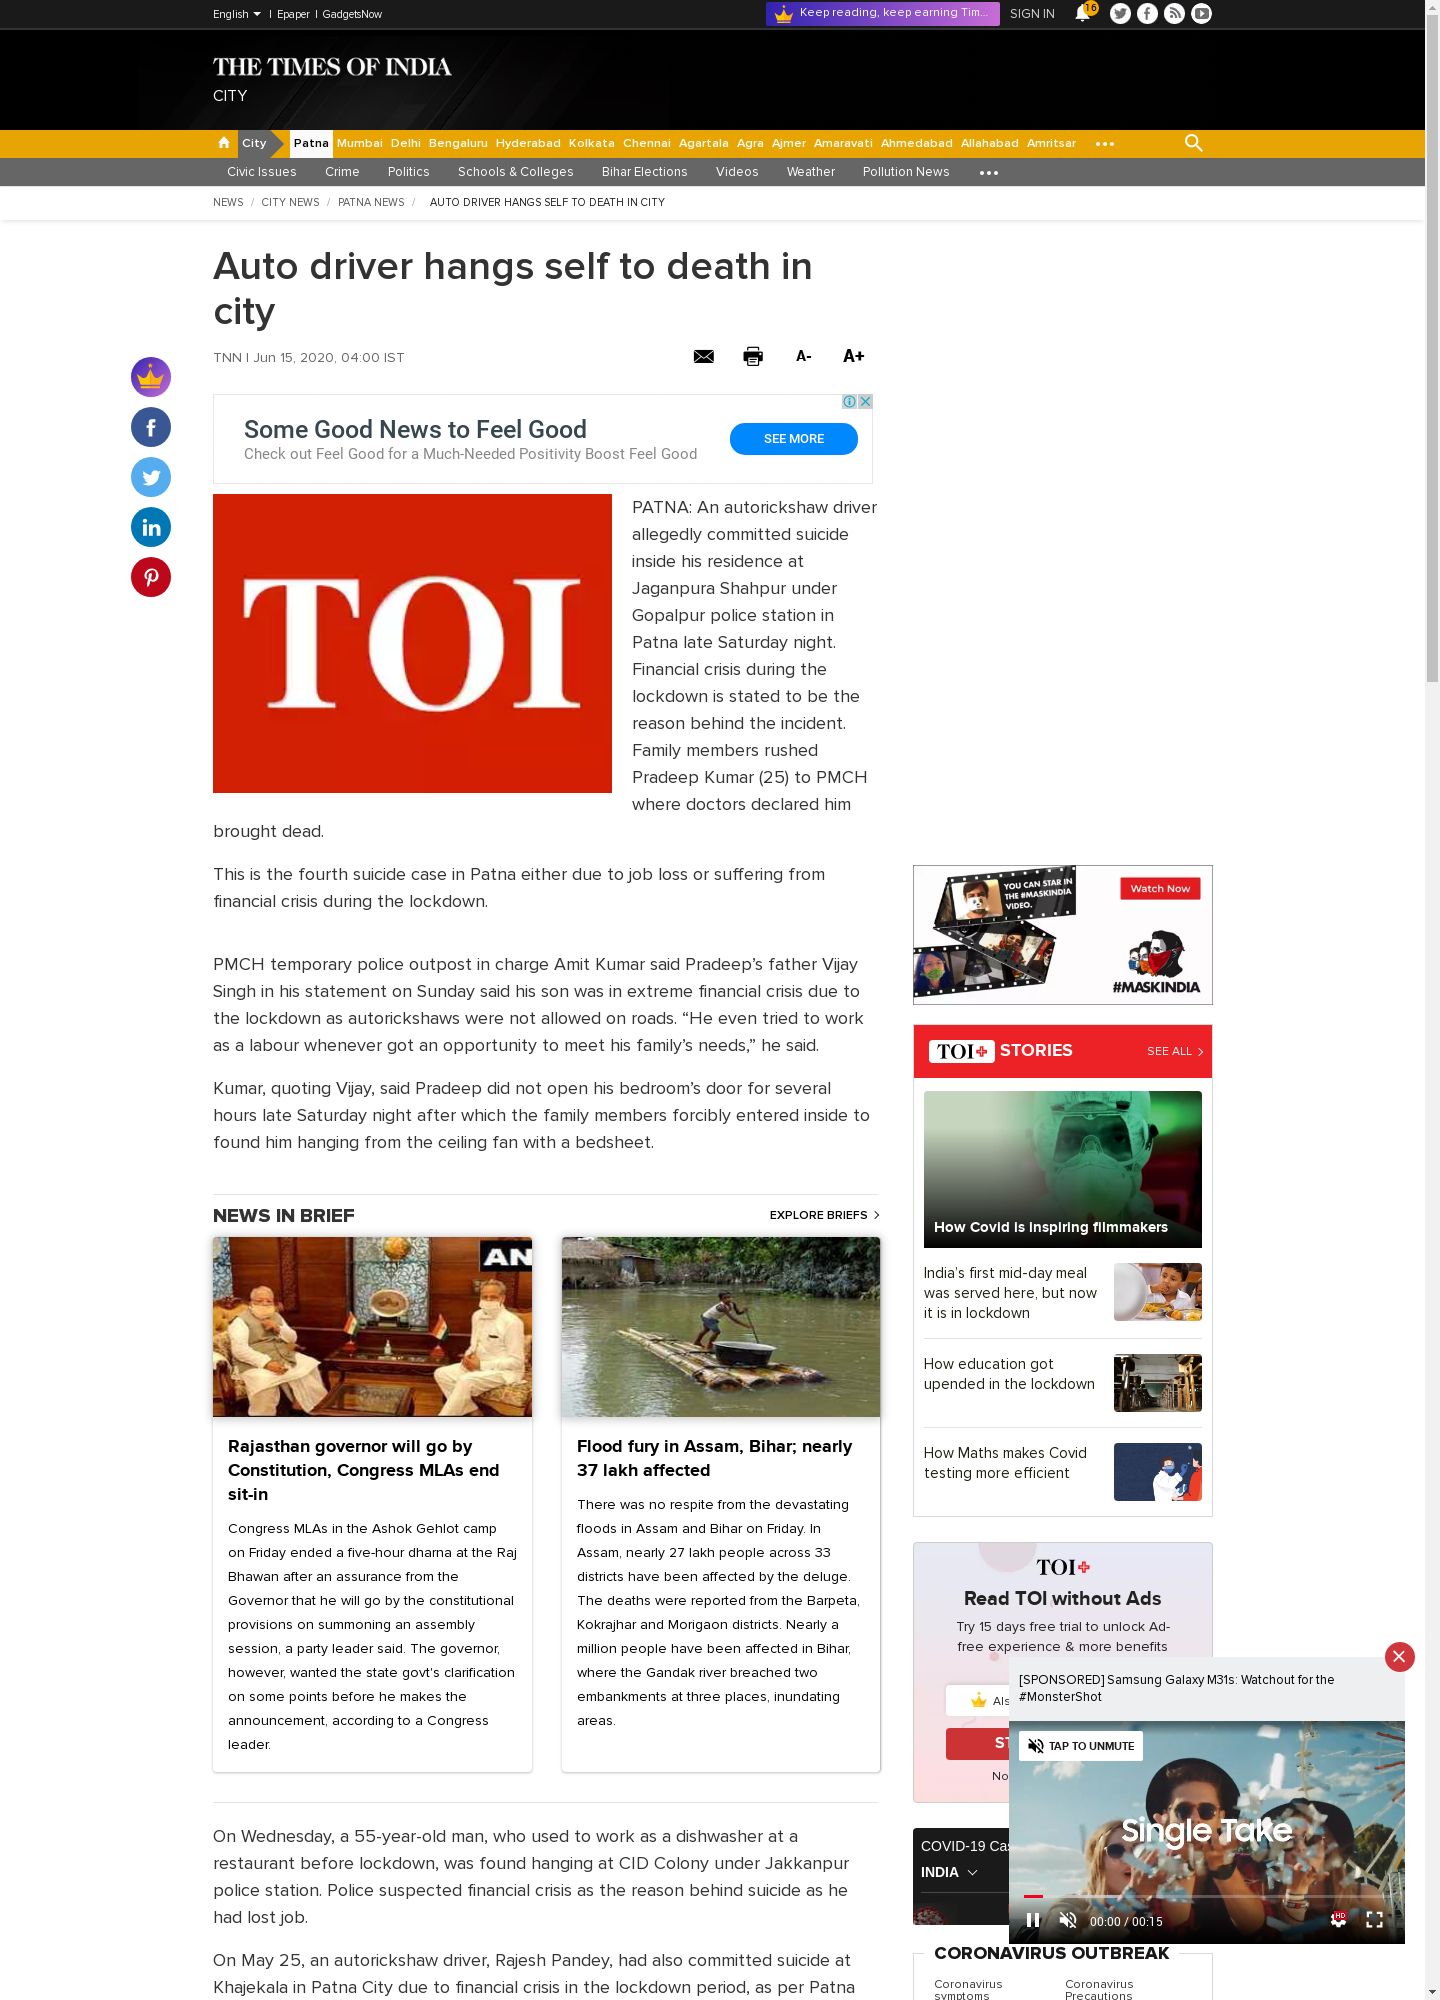 English | Epaper | GadgetsNow
Keep reading, keep earning Tim...
SIGN IN
16
THE TIMES OF INDIA
CITY
City Patna Mumbai Delhi Bengaluru Hyderabad Kolkata Chennai Agartala Agra Ajmer Amaravati Ahmedabad Allahabad Amritsar
Civic Issues Crime Politics Schools & Colleges Bihar Elections Videos Weather Pollution News
NEWS / CITY NEWS / PATNA NEWS / AUTO DRIVER HANGS SELF TO DEATH IN CITY
Auto driver hangs self to death in
city
TNN | Jun 15, 2020, 04:00 IST
A- A+
Some Good News to Feel Good
Check out Feel Good for a Much-Needed Positivity Boost Feel Good
SEE MORE
TOI
PATNA: An autorickshaw driver
allegedly committed suicide
inside his residence at
Jaganpura Shahpur under
Gopalpur police station in
Patna late Saturday night.
Financial crisis during the
lockdown is stated to be the
reason behind the incident.
Family members rushed
Pradeep Kumar (25) to PMCH
where doctors declared him
brought dead.
This is the fourth suicide case in Patna either due to job loss or suffering from
financial crisis during the lockdown.
PMCH temporary police outpost in charge Amit Kumar said Pradeep’s father Vijay
Singh in his statement on Sunday said his son was in extreme financial crisis due to
the lockdown as autorickshaws were not allowed on roads. “He even tried to work
as a labour whenever got an opportunity to meet his family’s needs,” he said.
Kumar, quoting Vijay, said Pradeep did not open his bedroom’s door for several
hours late Saturday night after which the family members forcibly entered inside to
found him hanging from the ceiling fan with a bedsheet.
NEWS IN BRIEF
EXPLORE BRIEFS
AN
Rajasthan governor will go by
Constitution, Congress MLAs end
sit-in
Congress MLAs in the Ashok Gehlot camp
on Friday ended a five-hour dharna at the Raj
Bhawan after an assurance from the
Governor that he will go by the constitutional
provisions on summoning an assembly
session, a party leader said. The governor,
however, wanted the state govt's clarification
on some points before he makes the
announcement, according to a Congress
leader.
Flood fury in Assam, Bihar; nearly
37 lakh affected
There was no respite from the devastating
floods in Assam and Bihar on Friday. In
Assam, nearly 27 lakh people across 33
districts have been affected by the deluge.
The deaths were reported from the Barpeta,
Kokrajhar and Morigaon districts. Nearly a
million people have been affected in Bihar,
where the Gandak river breached two
embankments at three places, inundating
areas.
On Wednesday, a 55-year-old man, who used to work as a dishwasher at a
restaurant before lockdown, was found hanging at CID Colony under Jakkanpur
police station. Police suspected financial crisis as the reason behind suicide as he
had lost job.
On May 25, an autorickshaw driver, Rajesh Pandey, had also committed suicide at
Khajekala in Patna City due to financial crisis in the lockdown period, as per Patna
YOU CAN STAR IN
THE #MASKINDIA
VIDEO.
Watch Now
#MASKINDIA
TOI+ STORIES
SEE ALL
How Covid is inspiring filmmakers
India’s first mid-day meal
was served here, but now
it is in lockdown
How education got
upended in the lockdown
How Maths makes Covid
testing more efficient
TOI+
Read TOI without Ads
Try 15 days free trial to unlock Ad-
free experience & more benefits
Als
ST
No
[SPONSORED] Samsung Galaxy M31s: Watchout for the
#MonsterShot
TAP TO UNMUTE
Single Take
00:00 / 00:15
HD
COVID-19 Cas
INDIA
CORONAVIRUS OUTBREAK
Coronavirus
symptoms
Coronavirus
Precautions